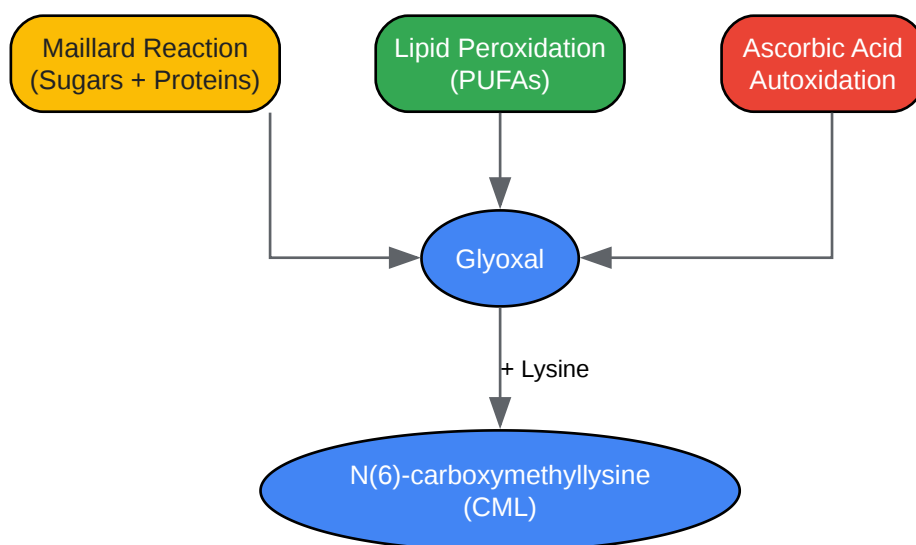 Maillard Reaction
(Sugars + Proteins)
Lipid Peroxidation
(PUFAs)
Ascorbic Acid
Autoxidation
Glyoxal
+ Lysine
N(6)-carboxymethyllysine
(CML)